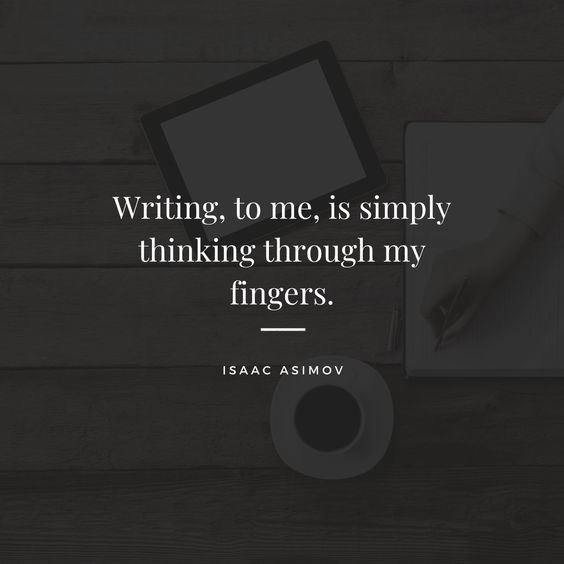 Writing, to me, is simply
thinking through my
fingers.
ISAAC ASIMOV